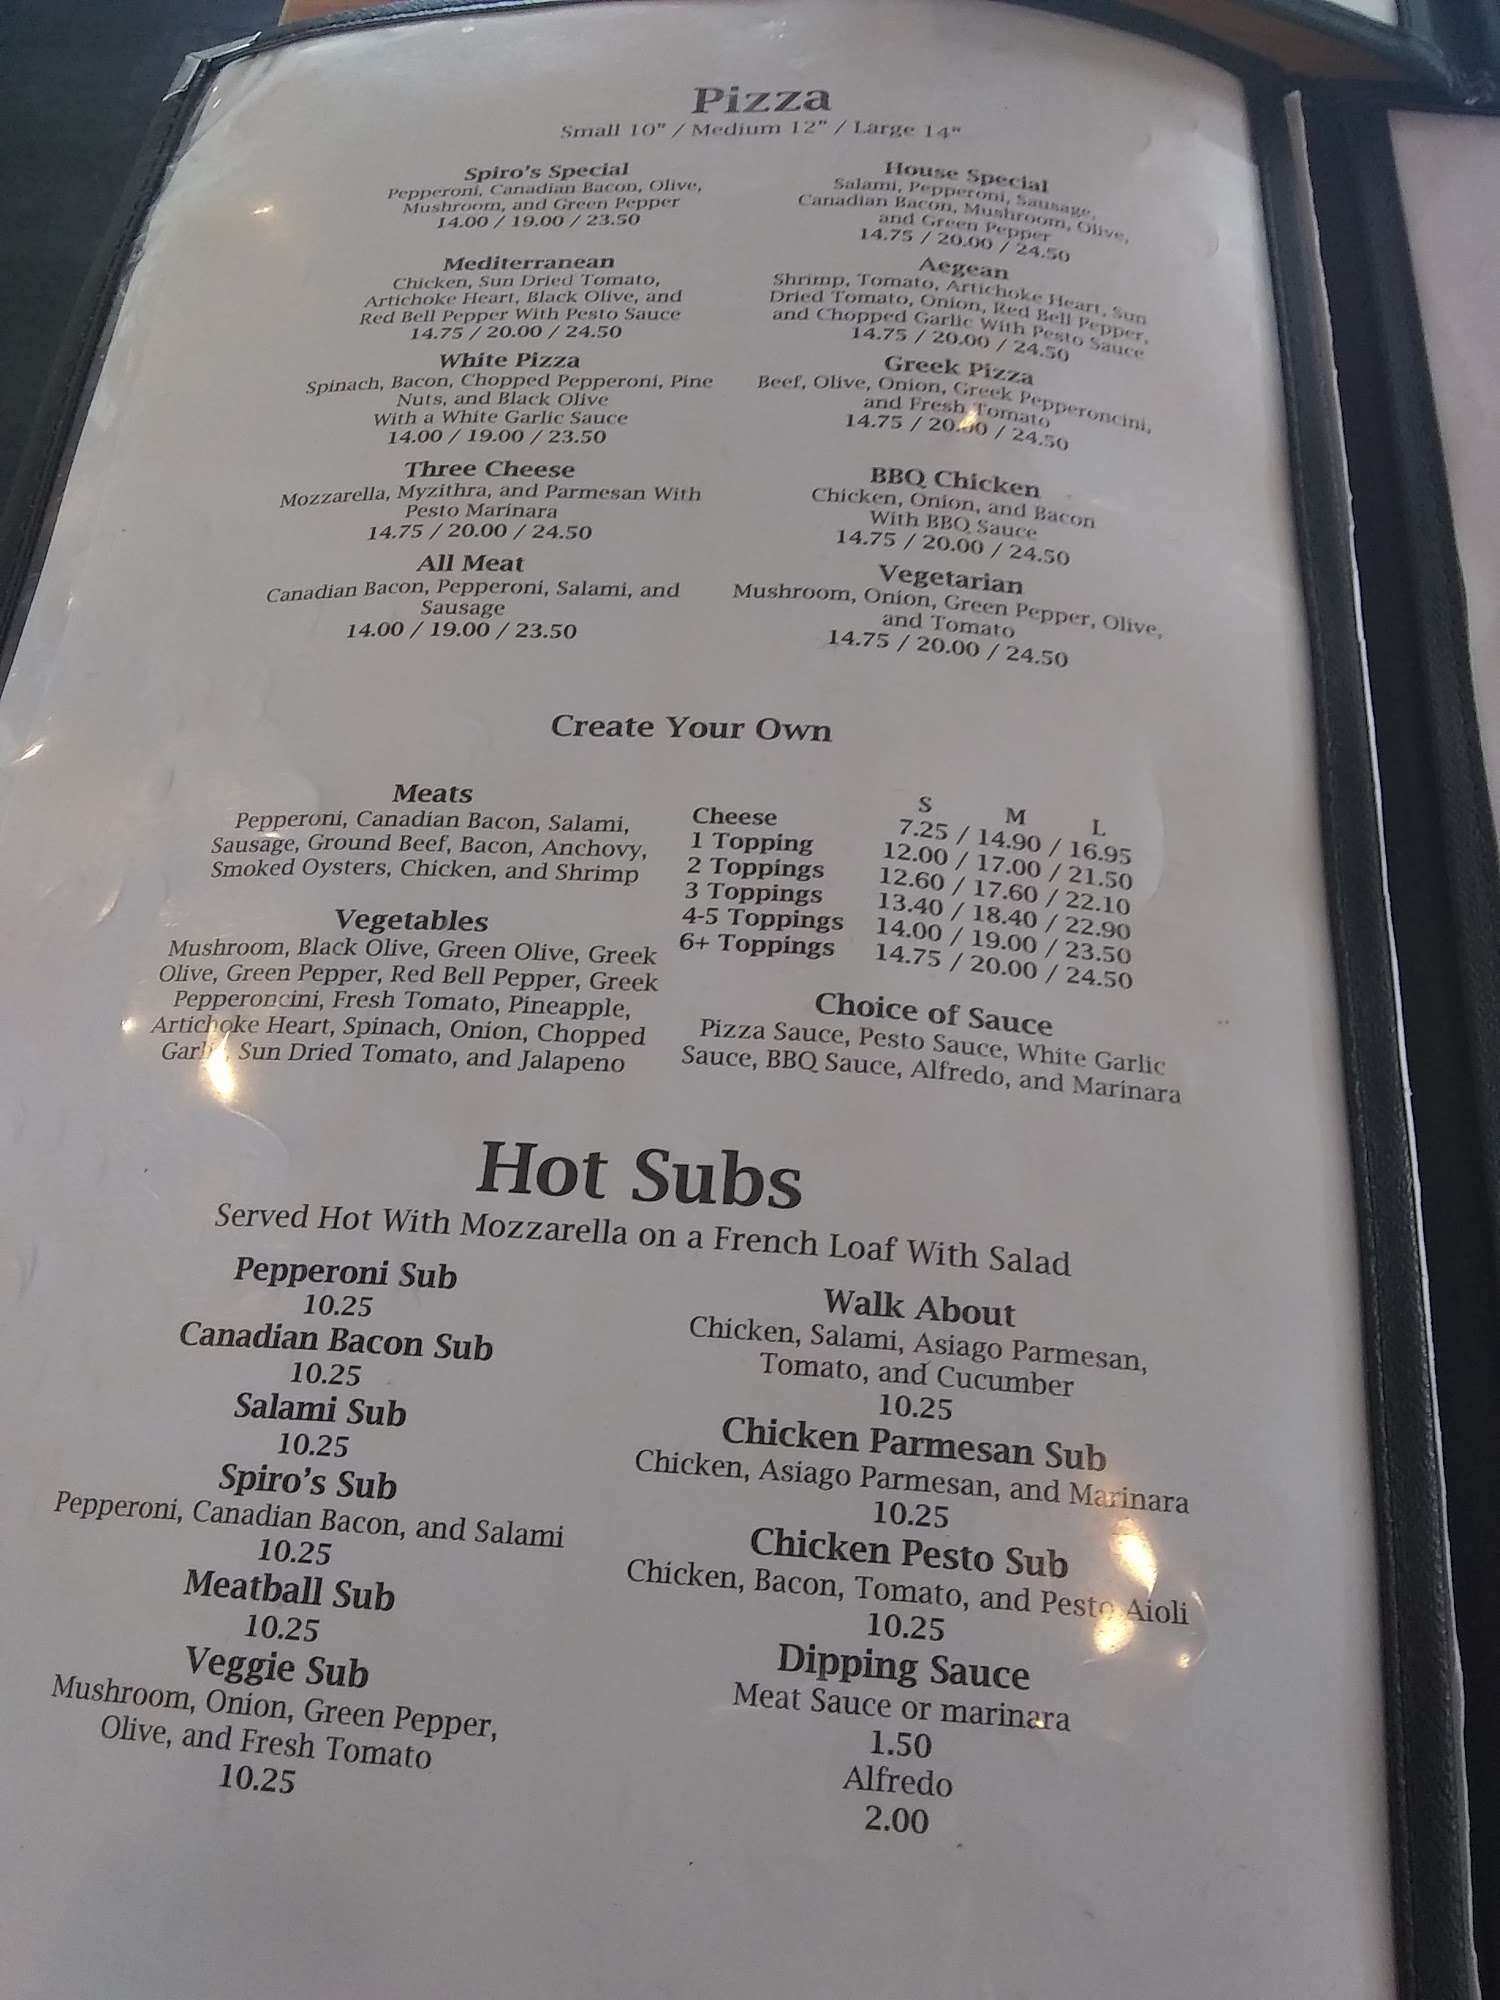 Pizza
Small 10" / Medium 12" / Large 14"
Spiro's Special
Pepperoni, Canadian Bacon, Olive,
Mushroom, and Green Pepper
14.00 / 19.00 / 23.50
Mediterranean
Chicken, Sun Dried Tomato,
Artichoke Heart, Black Olive, and
Red Bell Pepper With Pesto Sauce
14.75 / 20.00 / 24.50
White Pizza
Spinach, Bacon, Chopped Pepperoni, Pine
Nuts, and Black Olive
With a White Garlic Sauce
14.00 / 19.00 / 23.50
Three Cheese
Mozzarella, Myzithra, and Parmesan With
Pesto Marinara
14.75 / 20.00 / 24.50
All Meat
Canadian Bacon, Pepperoni, Salami, and
Sausage
14.00 / 19.00 / 23.50
House Special
Salami, Pepperoni, Sausage,
Canadian Bacon, Mushroom, Olive,
and Green Pepper
14.75 / 20.00 / 24.50
Aegean
Shrimp, Tomato, Artichoke Heart, Sun
Dried Tomato, Onion, Red Bell Pepper,
and Chopped Garlic With Pesto Sauce
14.75 / 20.00 / 24.50
Greek Pizza
Beef, Olive, Onion, Greek Pepperoncini,
and Fresh Tomato
14.75 / 20.00 / 24.50
BBQ Chicken
Chicken, Onion, and Bacon
With BBQ Sauce
14.75 / 20.00 / 24.50
Vegetarian
Mushroom, Onion, Green Pepper, Olive,
and Tomato
14.75 / 20.00 / 24.50
Create Your Own
Meats
Pepperoni, Canadian Bacon, Salami,
Sausage, Ground Beef, Bacon, Anchovy,
Smoked Oysters, Chicken, and Shrimp
Vegetables
Mushroom, Black Olive, Green Olive, Greek
Olive, Green Pepper, Red Bell Pepper, Greek
Pepperoncini, Fresh Tomato, Pineapple,
Artichoke Heart, Spinach, Onion, Chopped
Garlic, Sun Dried Tomato, and Jalapeno
S M L
Cheese 7.25 / 14.90 / 16.95
1 Topping 12.00 / 17.00 / 21.50
2 Toppings 12.60 / 17.60 / 22.10
3 Toppings 13.40 / 18.40 / 22.90
4-5 Toppings 14.00 / 19.00 / 23.50
6+ Toppings 14.75 / 20.00 / 24.50
Choice of Sauce
Pizza Sauce, Pesto Sauce, White Garlic
Sauce, BBQ Sauce, Alfredo, and Marinara
Hot Subs
Served Hot With Mozzarella on a French Loaf With Salad
Pepperoni Sub
10.25
Canadian Bacon Sub
10.25
Salami Sub
10.25
Spiro's Sub
Pepperoni, Canadian Bacon, and Salami
10.25
Meatball Sub
10.25
Veggie Sub
Mushroom, Onion, Green Pepper,
Olive, and Fresh Tomato
10.25
Walk About
Chicken, Salami, Asiago Parmesan,
Tomato, and Cucumber
10.25
Chicken Parmesan Sub
Chicken, Asiago Parmesan, and Marinara
10.25
Chicken Pesto Sub
Chicken, Bacon, Tomato, and Pesto Aioli
10.25
Dipping Sauce
Meat Sauce or marinara
1.50
Alfredo
2.00